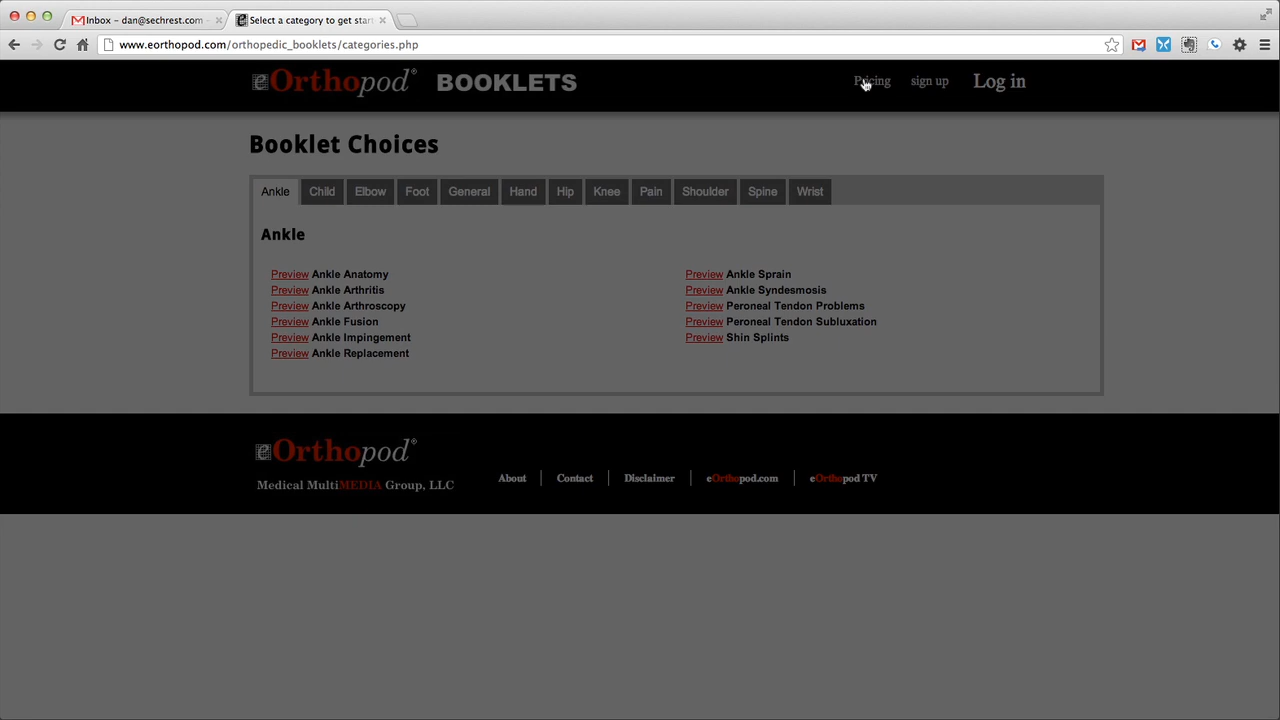 Inbox – dan@sechrest.com
Select a category to get star
www.eorthopod.com/orthopedic_booklets/categories.php
eOrthopod® BOOKLETS
Pricing sign up Log in
Booklet Choices
Ankle Child Elbow Foot General Hand Hip Knee Pain Shoulder Spine Wrist
Ankle
Preview Ankle Anatomy
Preview Ankle Arthritis
Preview Ankle Arthroscopy
Preview Ankle Fusion
Preview Ankle Impingement
Preview Ankle Replacement
Preview Ankle Sprain
Preview Ankle Syndesmosis
Preview Peroneal Tendon Problems
Preview Peroneal Tendon Subluxation
Preview Shin Splints
eOrthopod®
Medical MultiMEDIA Group, LLC
About Contact Disclaimer eOrthopod.com eOrthopod TV